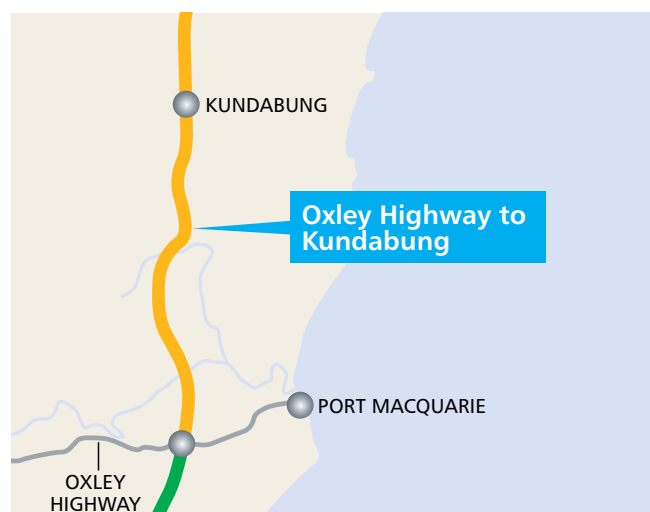 KUNDABUNG
Oxley Highway to
Kundabung
PORT MACQUARIE
OXLEY
HIGHWAY